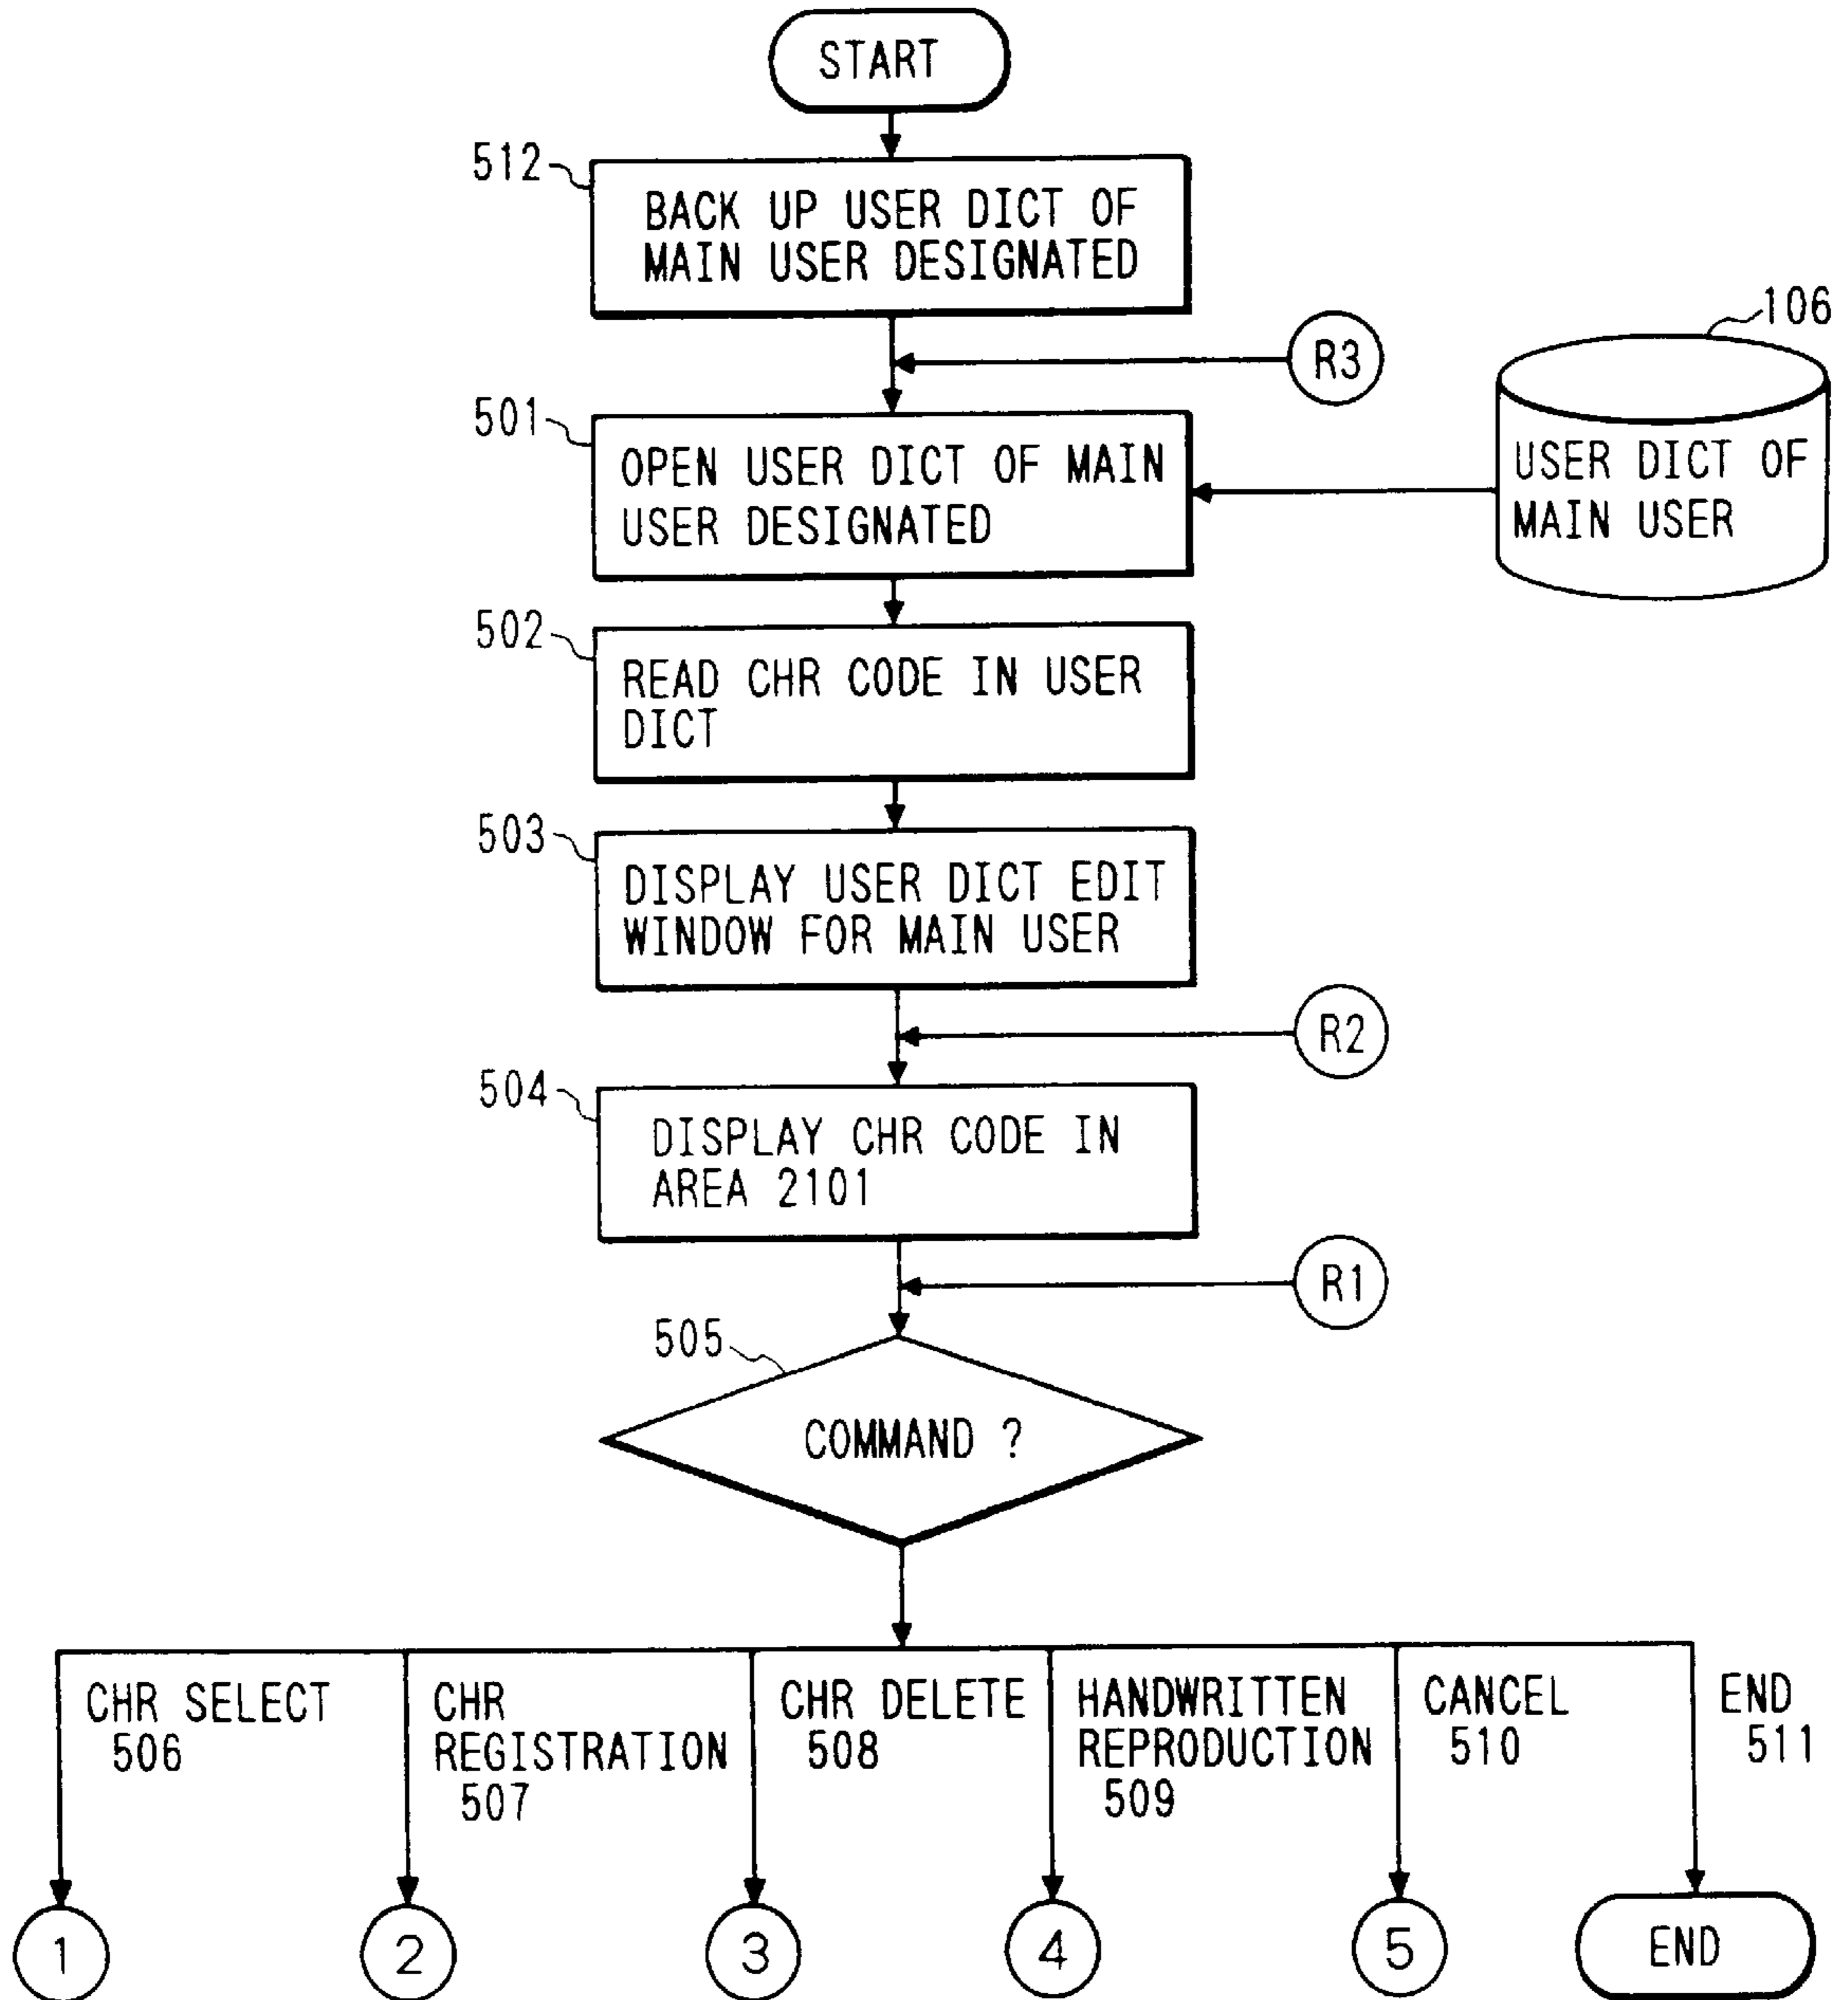 START
512
BACK UP USER DICT OF
MAIN USER DESIGNATED
R3
106
501
OPEN USER DICT OF MAIN
USER DESIGNATED
USER DICT OF
MAIN USER
502
READ CHR CODE IN USER
DICT
503
DISPLAY USER DICT EDIT
WINDOW FOR MAIN USER
R2
504
DISPLAY CHR CODE IN
AREA 2101
R1
505
COMMAND ?
CHR SELECT
506
CHR
REGISTRATION
507
CHR DELETE
508
HANDWRITTEN
REPRODUCTION
509
CANCEL
510
END
511
1
2
3
4
5
END